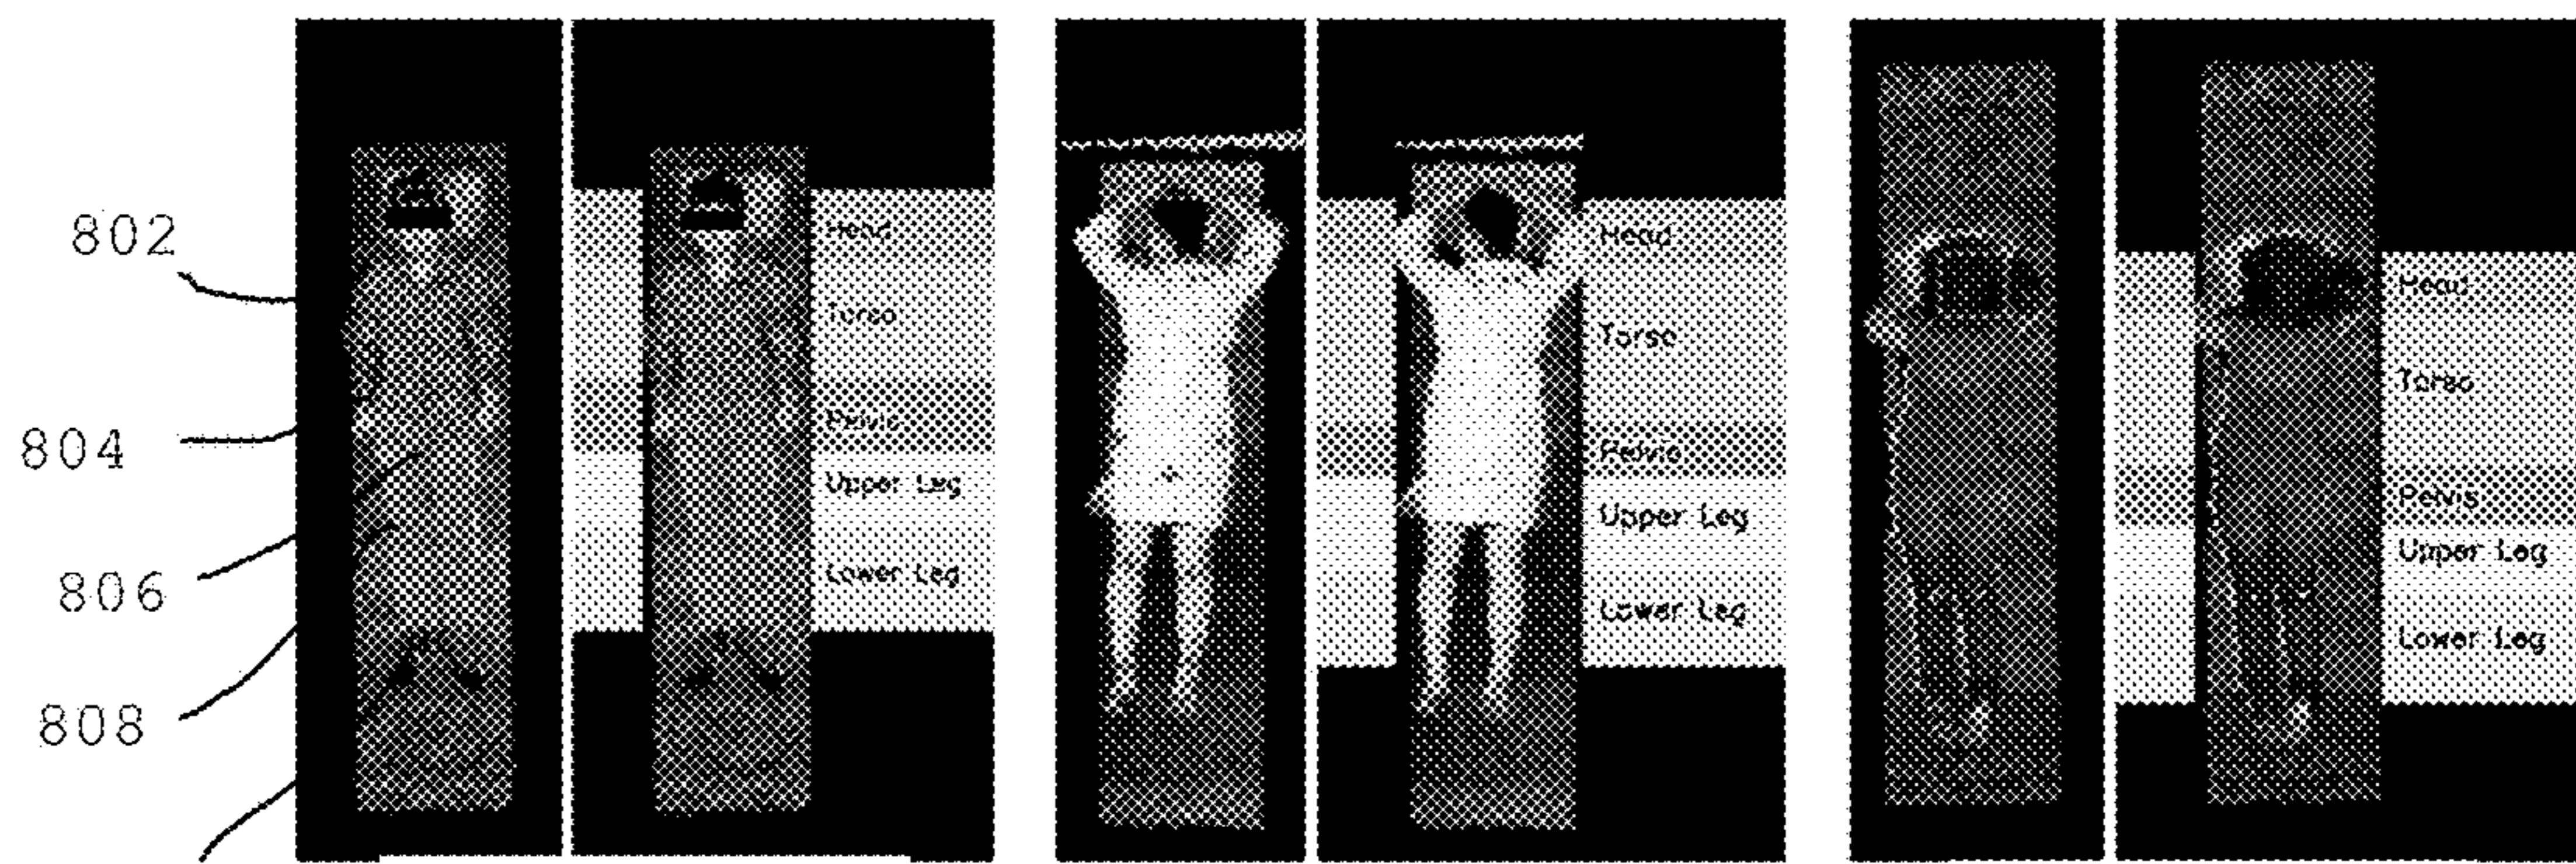 802
804
806
808
Head
Torso
Pelvis
Upper Leg
Lower Leg
Head
Torso
Pelvis
Upper Leg
Lower Leg
Head
Torso
Pelvis
Upper Leg
Lower Leg